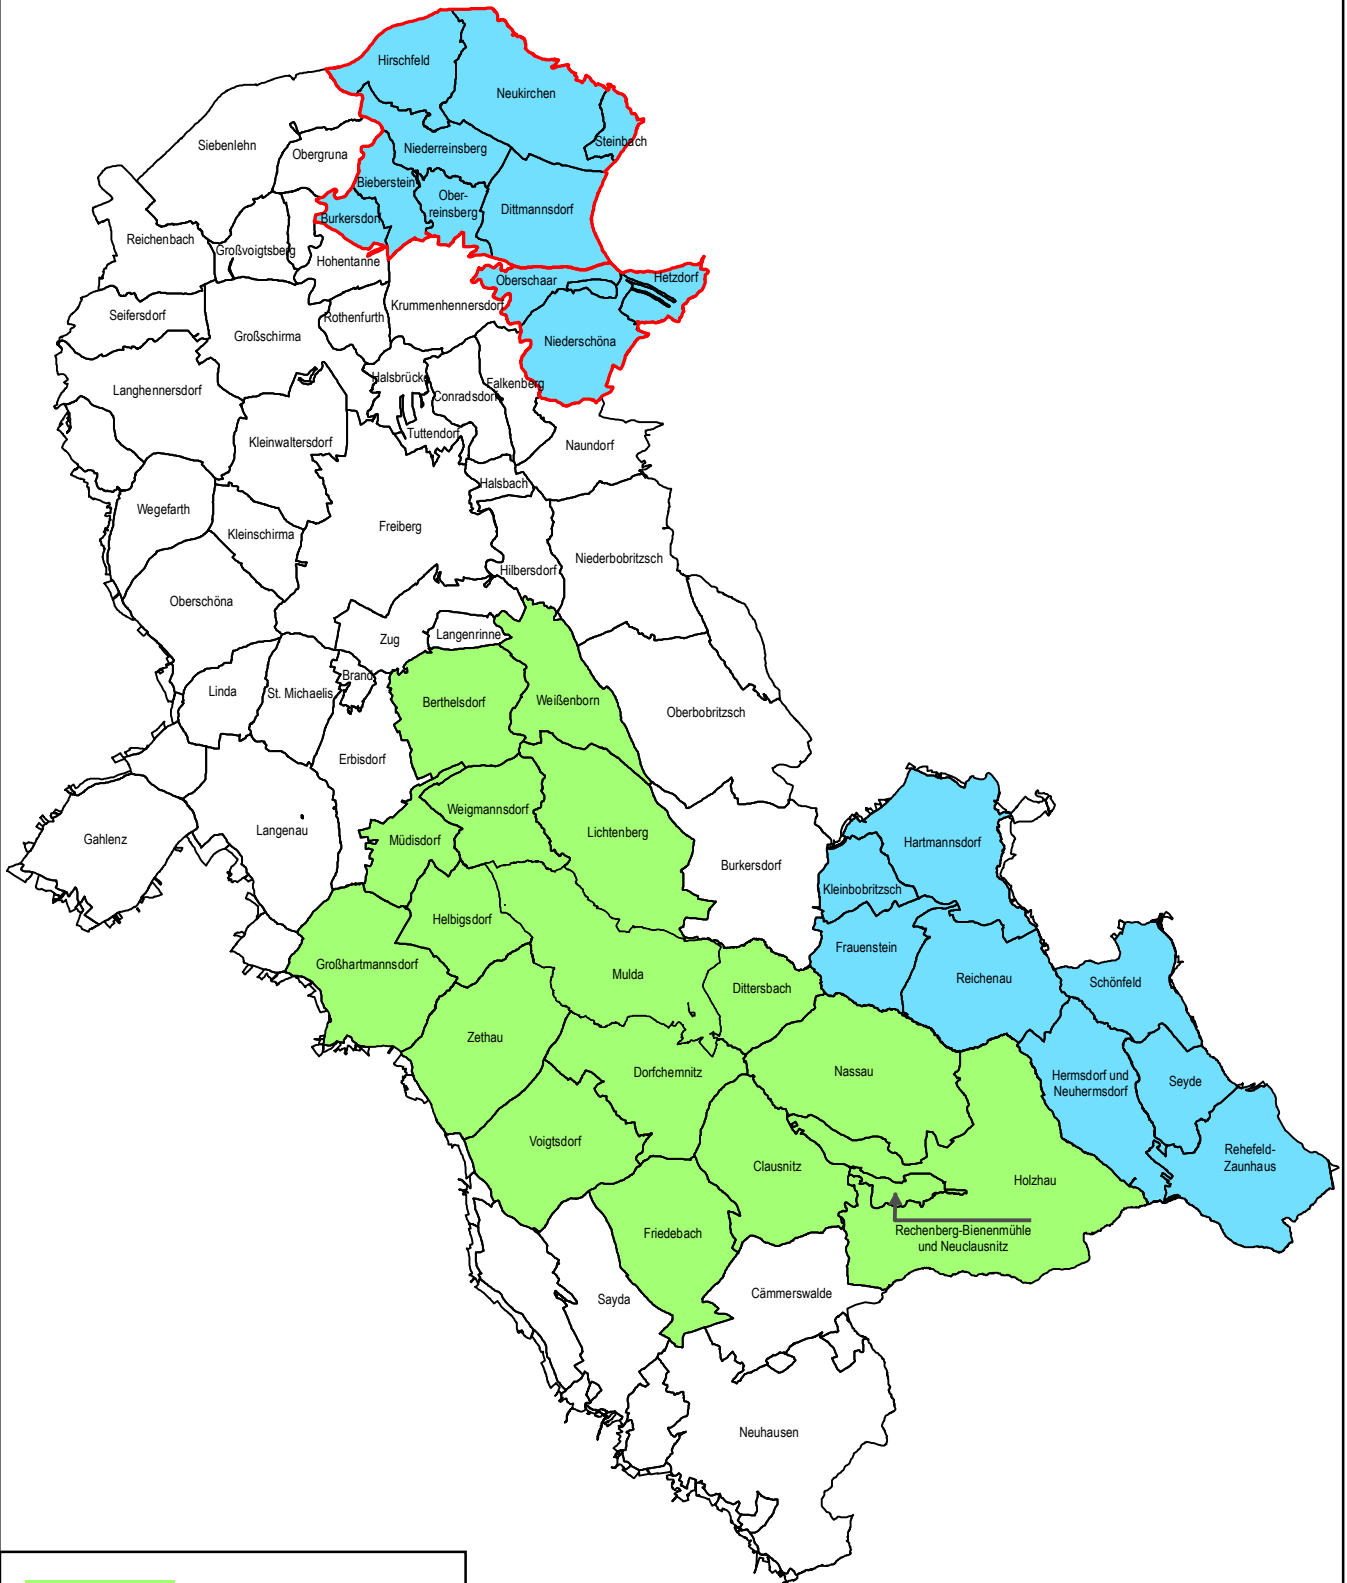 Hirschfeld
Neukirchen
Steinbach
Siebenlehn
Obergruna
Niederreinsberg
Bieberstein
Ober-
reinsberg
Dittmannsdorf
Burkersdorf
Reichenbach
Großvoigtsberg
Hohentanne
Oberschaar
Hetzdorf
Krummenhennersdorf
Seifersdorf
Rothenfurth
Großschirma
Niederschöna
Langhennersdorf
Halsbrücke
Falkenberg
Conradsdorf
Tuttendorf
Kleinwaltersdorf
Naundorf
Halsbach
Wegefarth
Freiberg
Kleinschirma
Niederbobritzsch
Hilbersdorf
Oberschöna
Zug
Langenrinne
Brand
Linda
St. Michaelis
Berthelsdorf
Weißenborn
Oberbobritzsch
Erbisdorf
Weigmannsdorf
Langenau
Lichtenberg
Gahlenz
Müdisdorf
Hartmannsdorf
Burkersdorf
Kleinbobritzsch
Helbigsdorf
Frauenstein
Großhartmannsdorf
Mulda
Dittersbach
Reichenau
Schönfeld
Zethau
Dorfchemnitz
Nassau
Hermsdorf und
Neuhermsdorf
Seyde
Voigtsdorf
Clausnitz
Holzhau
Rehefeld-
Zaunhaus
Friedebach
Rechenberg-Bienenmühle
und Neuclausnitz
Sayda
Cämmerswalde
Neuhausen